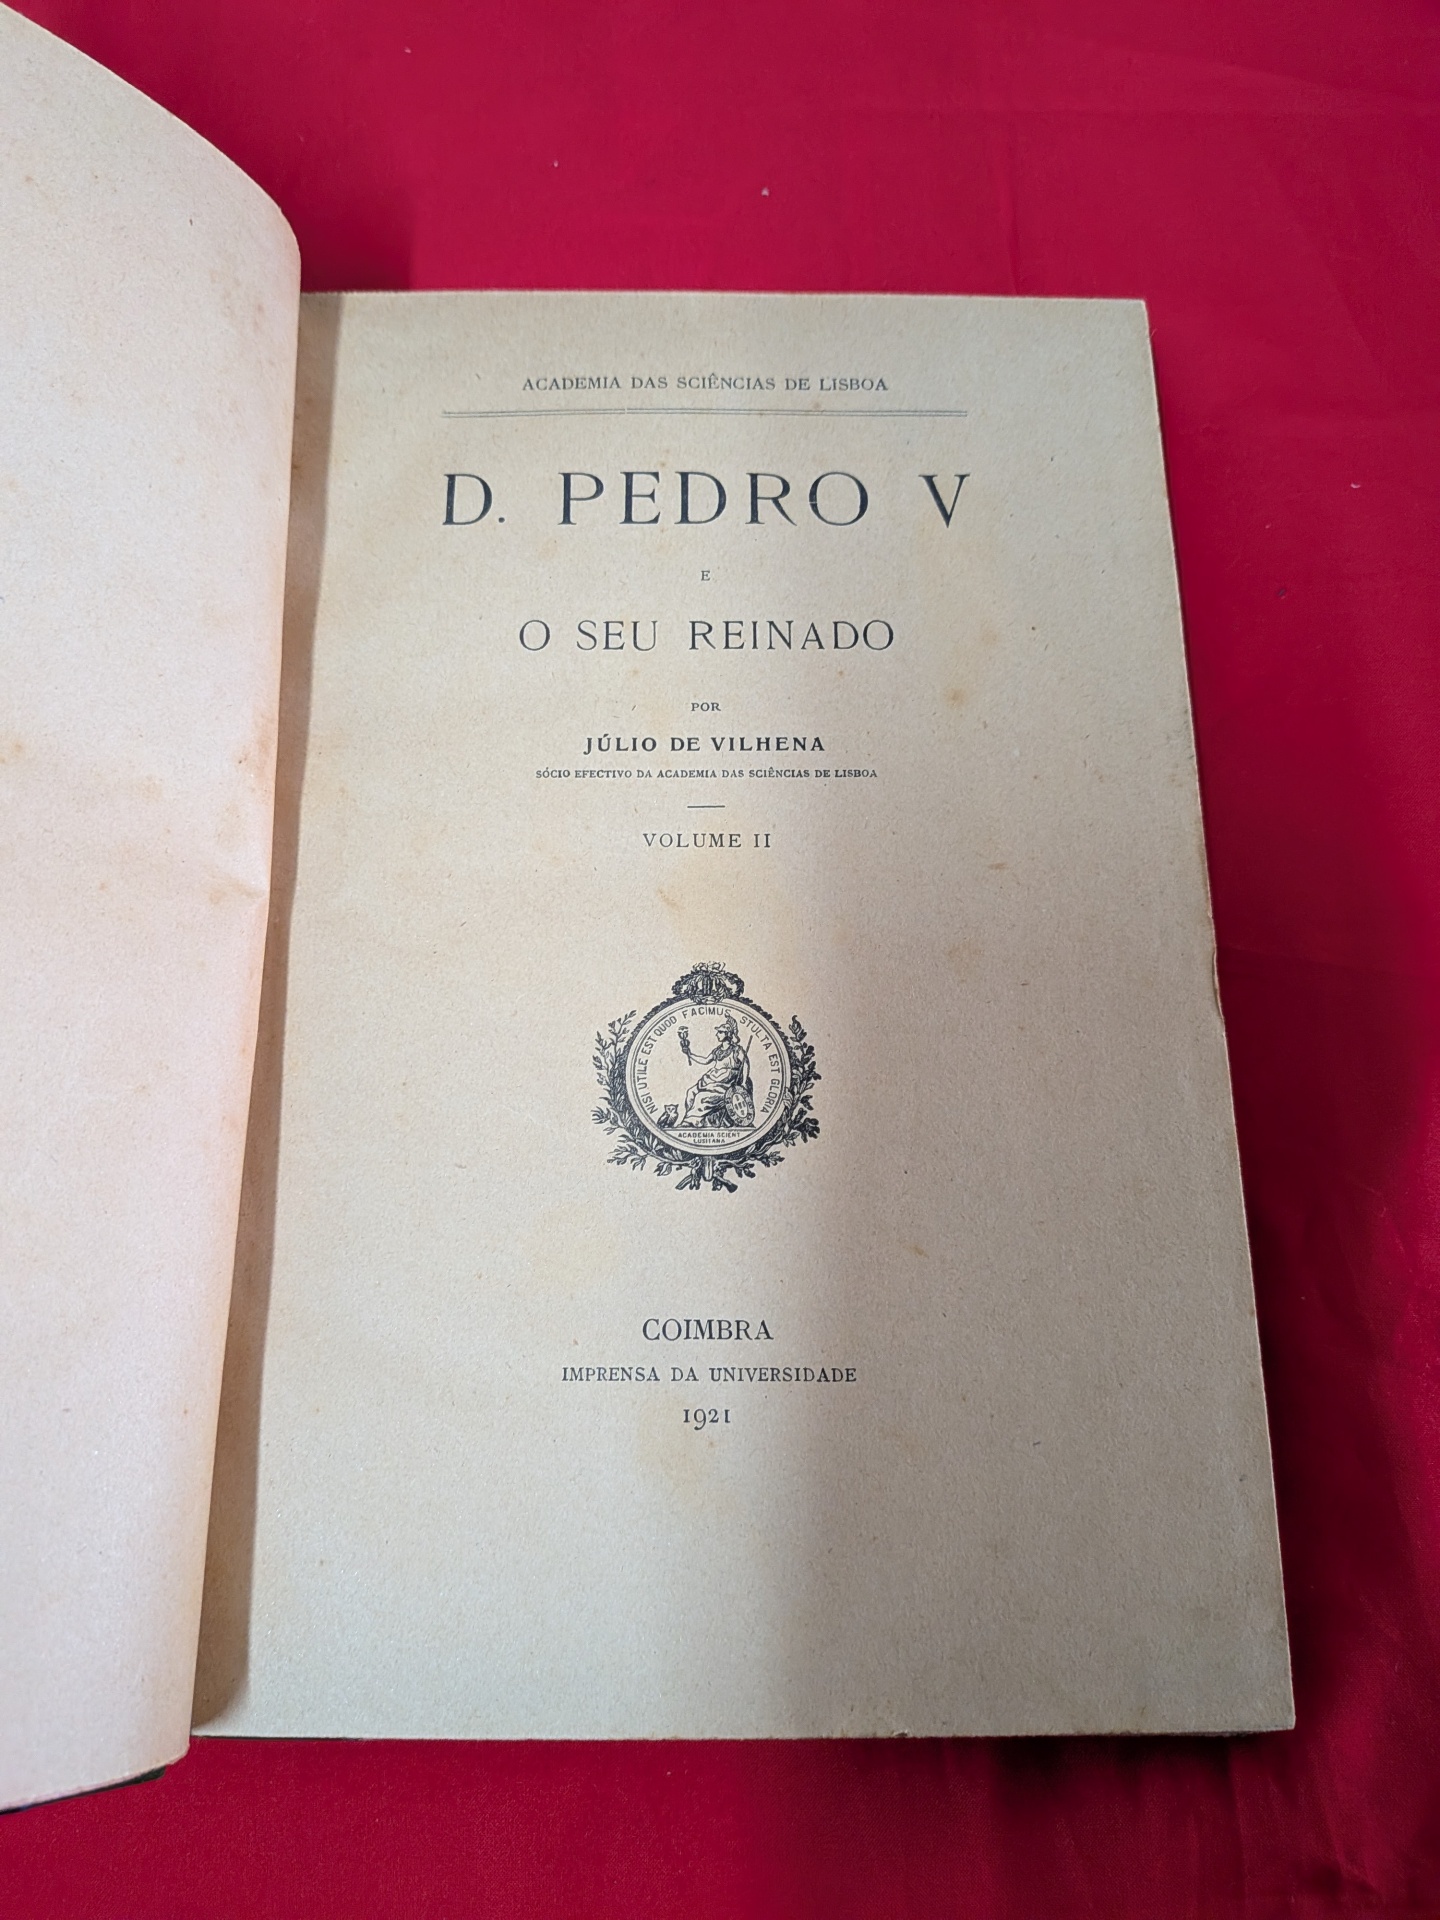 ACADEMIA DAS SCIÊNCIAS DE LISBOA
D. PEDRO V
E
O SEU REINADO
POR
JÚLIO DE VILHENA
SÓCIO EFECTIVO DA ACADEMIA DAS SCIÊNCIAS DE LISBOA
VOLUME II
NISI UTILE EST QUOD FACIMUS STULTA EST GLORIA
ACADEMIA SCIENT
LUSITANA
COIMBRA
IMPRENSA DA UNIVERSIDADE
1921